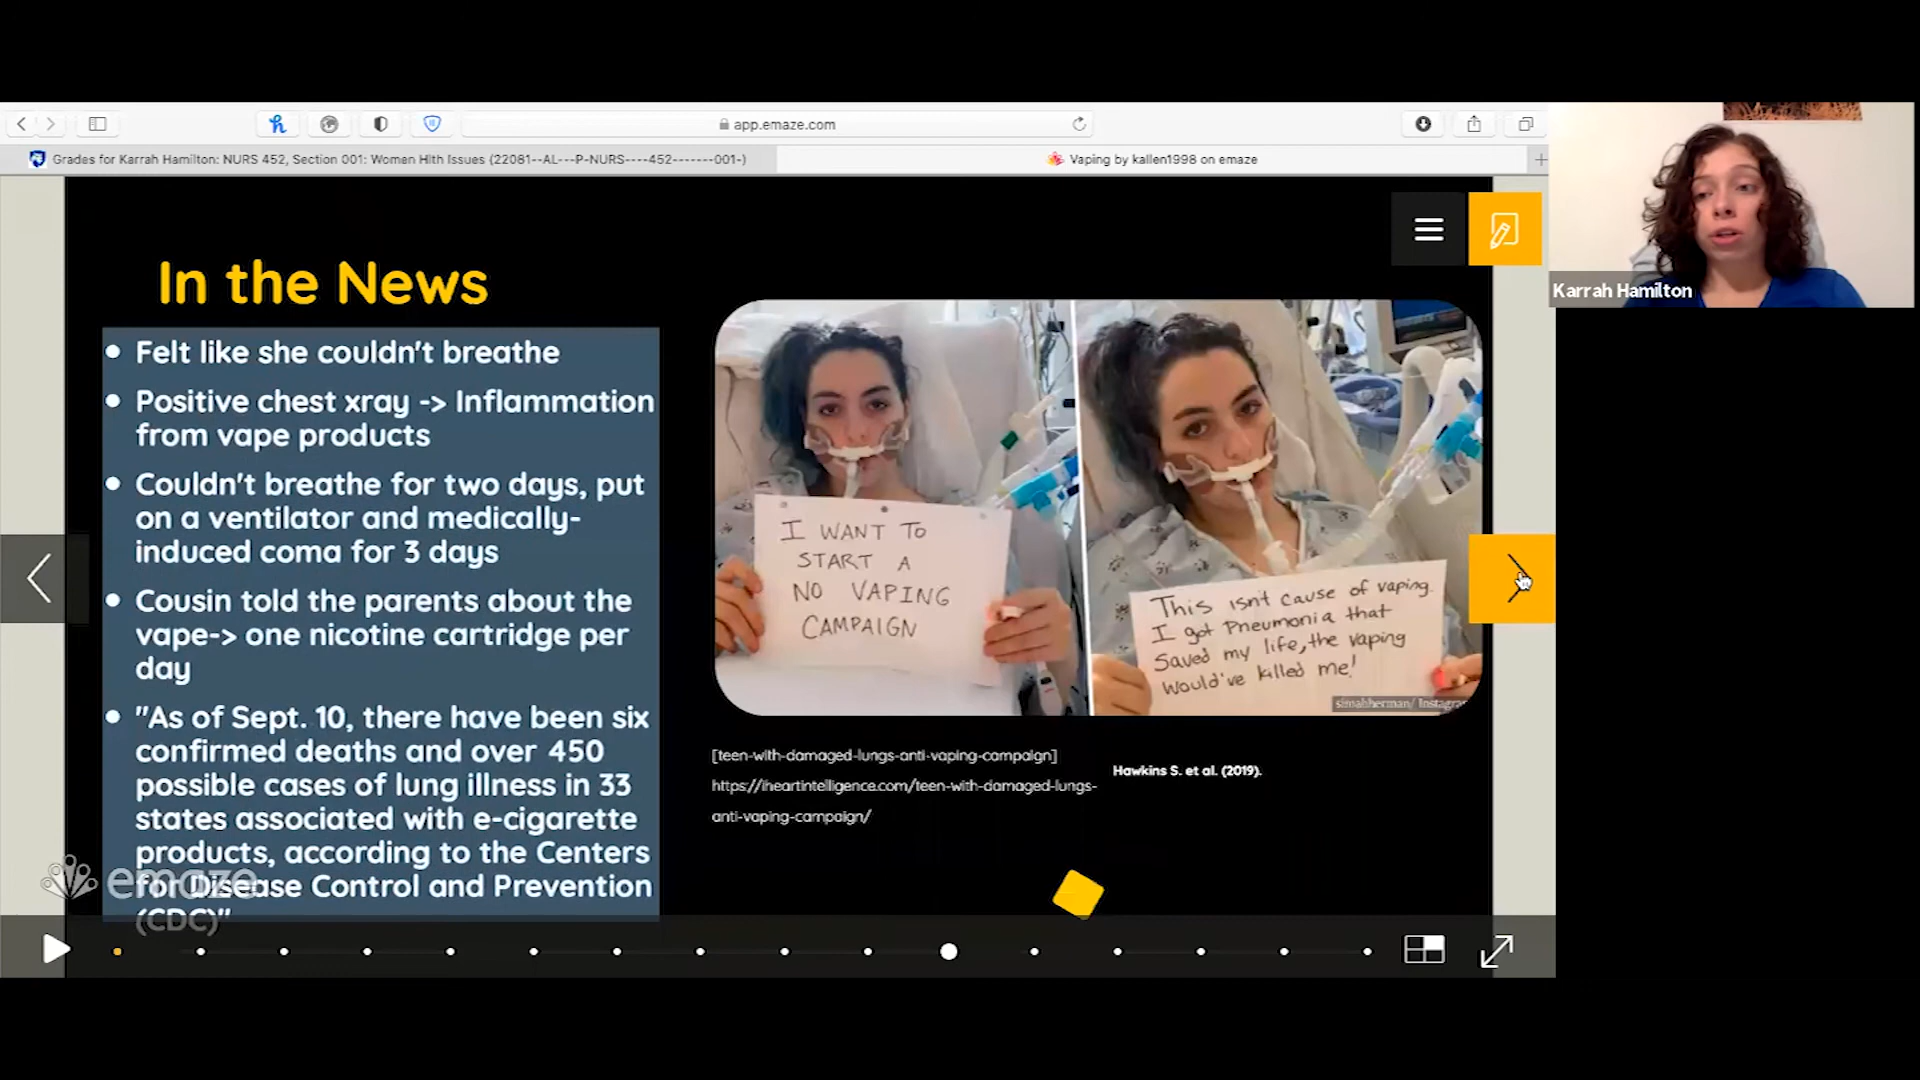 app.emaze.com
Grades for Karrah Hamilton: NURS 452, Section 001: Women Hlth Issues (22081--AL---P-NURS----452-------001-)
Vaping by kallen1998 on emaze
Karrah Hamilton
In the News
Felt like she couldn't breathe
Positive chest xray -> Inflammation
from vape products
Couldn't breathe for two days, put
on a ventilator and medically-
induced coma for 3 days
Cousin told the parents about the
vape-> one nicotine cartridge per
day
"As of Sept. 10, there have been six
confirmed deaths and over 450
possible cases of lung illness in 33
states associated with e-cigarette
products, according to the Centers
for Disease Control and Prevention
(CDC)"
emaze
I WANT TO
START A
NO VAPING
CAMPAIGN
This isn't cause of vaping.
I got Pneumonia that
Saved my life, the vaping
would've killed me!
simahherman/ Instagra
[teen-with-damaged-lungs-anti-vaping-campaign]
https://iheartintelligence.com/teen-with-damaged-lungs-
anti-vaping-campaign/
Hawkins S. et al. (2019).